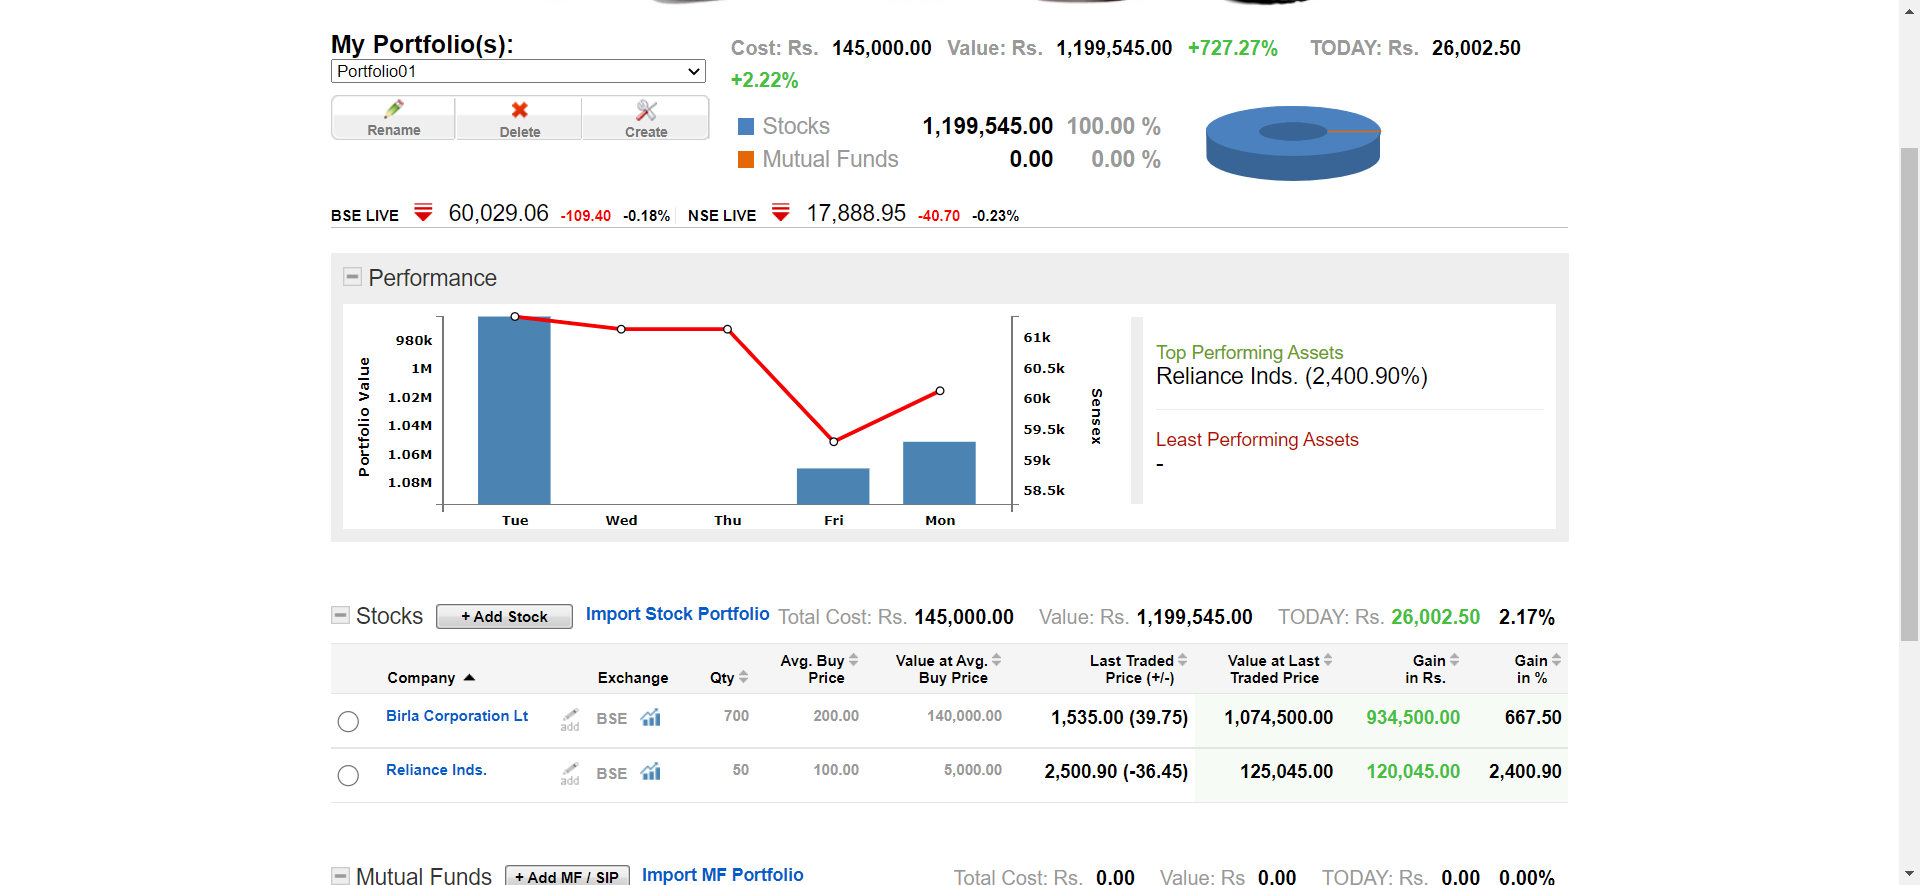 My Portfolio(s):
Portfolio01
Rename
Delete
Create
Cost: Rs. 145,000.00 Value: Rs. 1,199,545.00 +727.27% TODAY: Rs. 26,002.50
+2.22%
Stocks 1,199,545.00 100.00 %
Mutual Funds 0.00 0.00 %
BSE LIVE 60,029.06 -109.40 -0.18% NSE LIVE 17,888.95 -40.70 -0.23%
Performance
Portfolio Value
980k
1M
1.02M
1.04M
1.06M
1.08M
Tue Wed Thu Fri Mon
61k
60.5k
60k
59.5k
59k
58.5k
Sensex
Top Performing Assets
Reliance Inds. (2,400.90%)
Least Performing Assets
-
Stocks + Add Stock Import Stock Portfolio Total Cost: Rs. 145,000.00 Value: Rs. 1,199,545.00 TODAY: Rs. 26,002.50 2.17%
Company Exchange Qty Avg. Buy Price Value at Avg. Buy Price Last Traded Price (+/-) Value at Last Traded Price Gain in Rs. Gain in %
Birla Corporation Lt add BSE 700 200.00 140,000.00 1,535.00 (39.75) 1,074,500.00 934,500.00 667.50
Reliance Inds. add BSE 50 100.00 5,000.00 2,500.90 (-36.45) 125,045.00 120,045.00 2,400.90
Mutual Funds + Add MF / SIP Import MF Portfolio Total Cost: Rs. 0.00 Value: Rs 0.00 TODAY: Rs. 0.00 0.00%